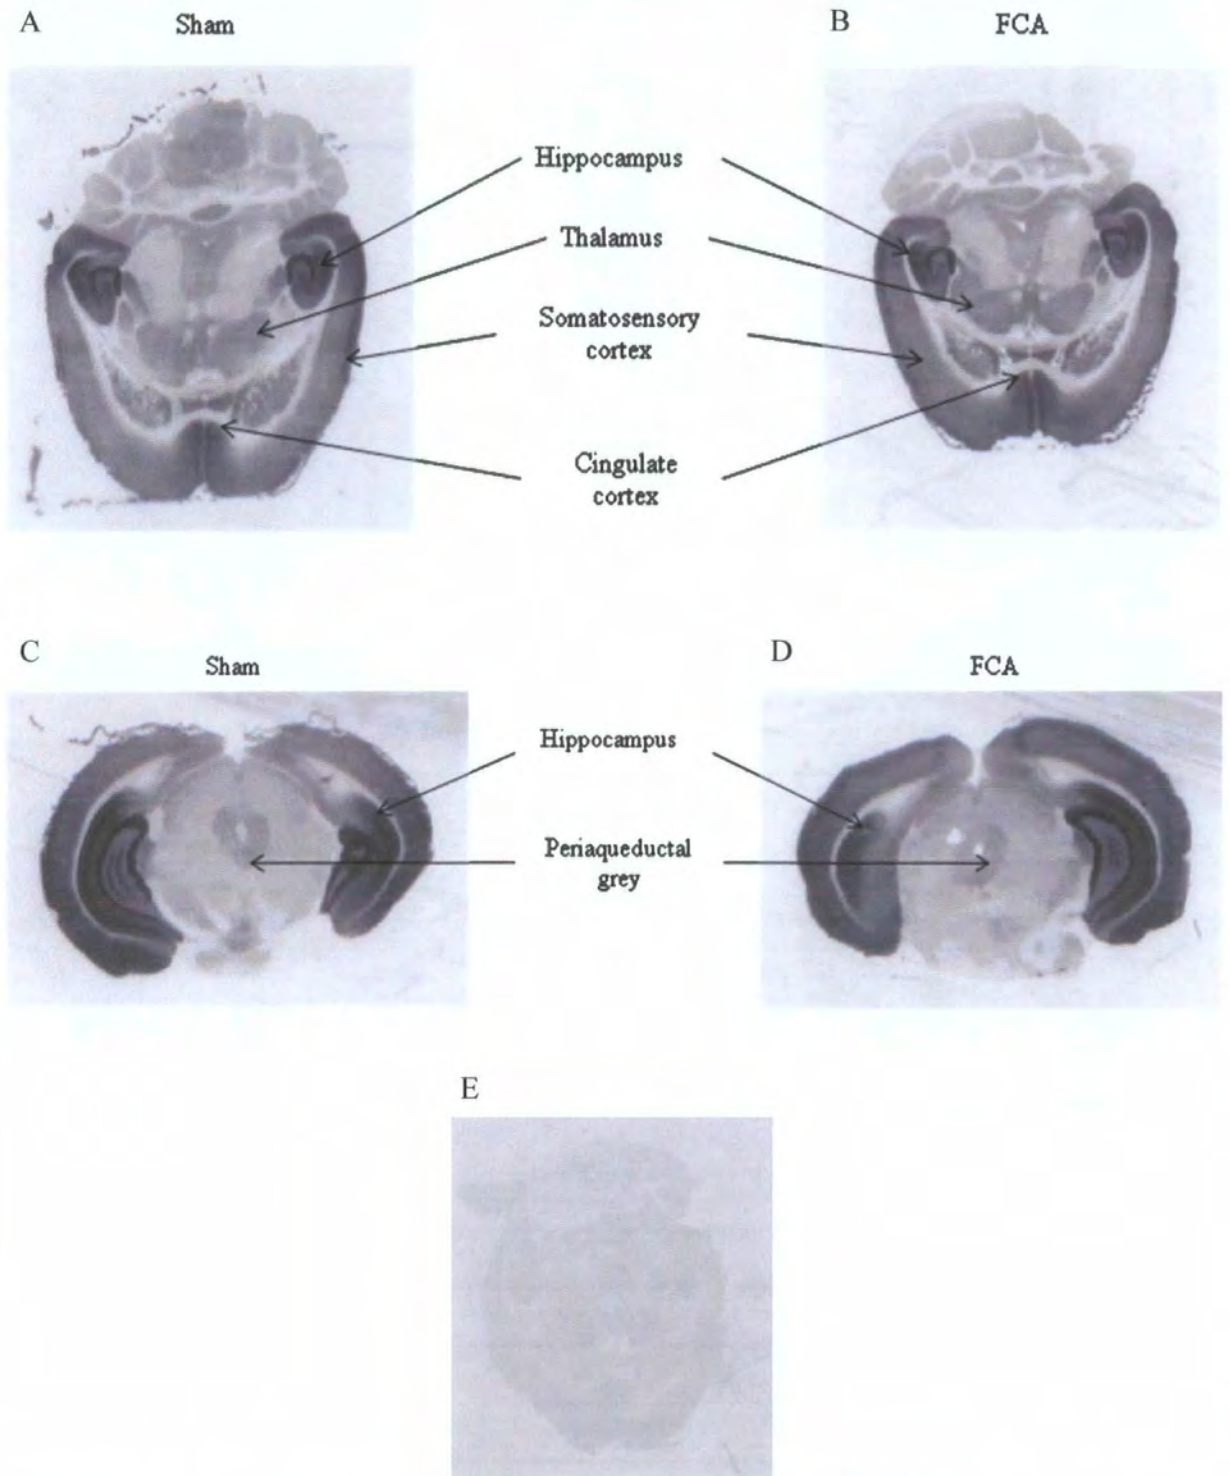 A
Sham
B
FCA
Hippocampus
Thalamus
Somatosensory
cortex
Cingulate
cortex
C
Sham
D
FCA
Hippocampus
Periaqueductal
grey
E